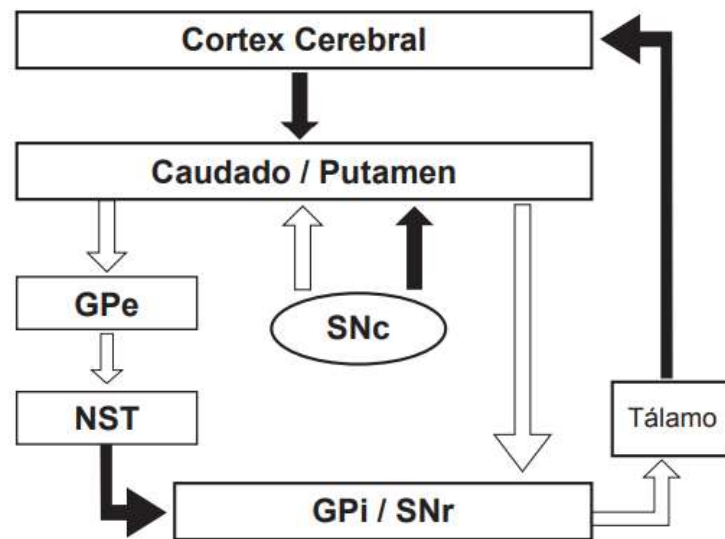 Cortex Cerebral
Caudado / Putamen
GPe
SNc
NST
Tálamo
GPi / SNr